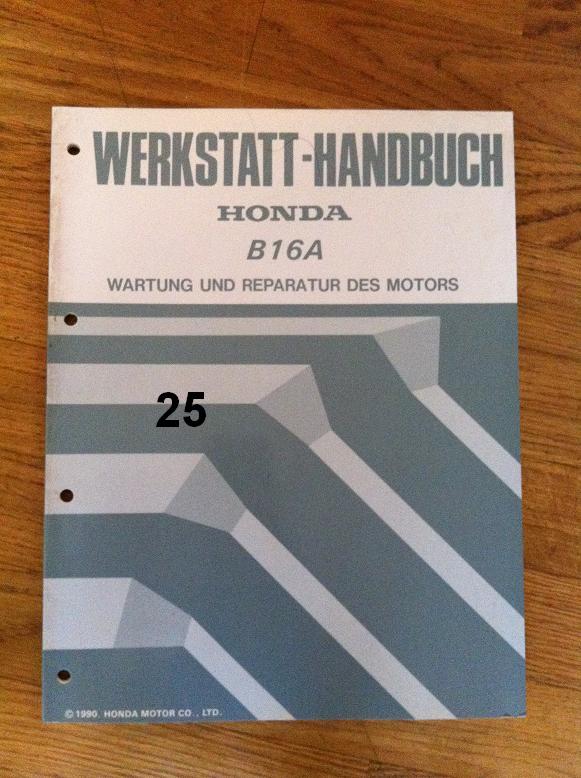 WERKSTATT-HANDBUCH
HONDA
B16A
WARTUNG UND REPARATUR DES MOTORS
25
© 1990. HONDA MOTOR CO., LTD.